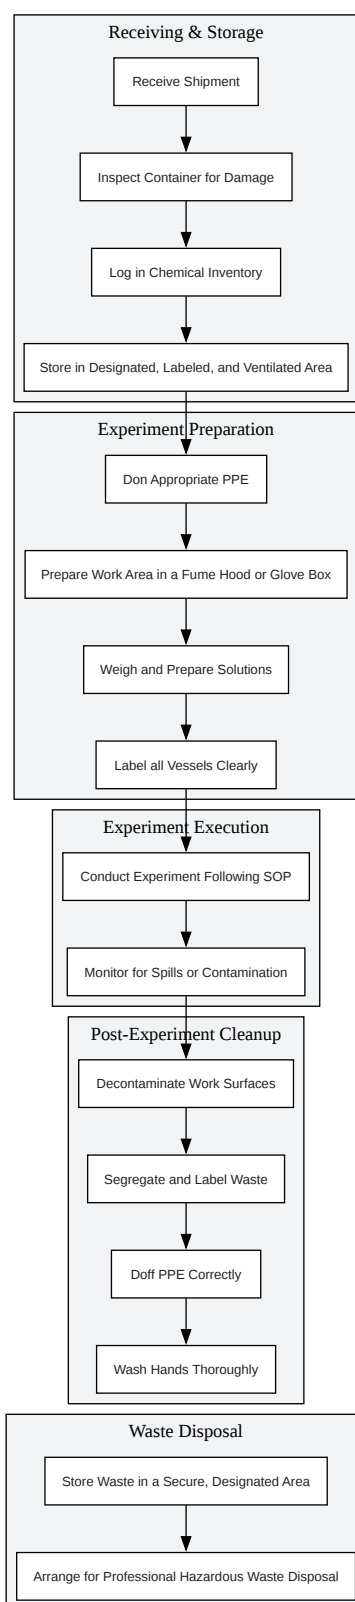 Receiving & Storage
Receive Shipment
Inspect Container for Damage
Log in Chemical Inventory
Store in Designated, Labeled, and Ventilated Area
Experiment Preparation
Don Appropriate PPE
Prepare Work Area in a Fume Hood or Glove Box
Weigh and Prepare Solutions
Label all Vessels Clearly
Experiment Execution
Conduct Experiment Following SOP
Monitor for Spills or Contamination
Post-Experiment Cleanup
Decontaminate Work Surfaces
Segregate and Label Waste
Doff PPE Correctly
Wash Hands Thoroughly
Waste Disposal
Store Waste in a Secure, Designated Area
Arrange for Professional Hazardous Waste Disposal